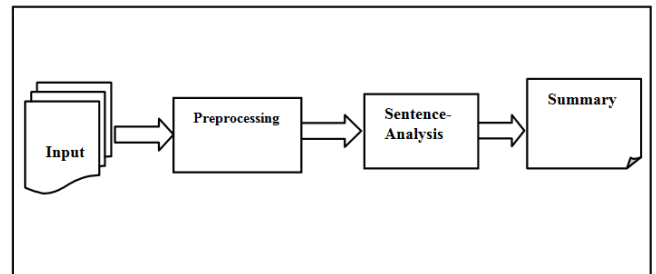 Input
Preprocessing
Sentence-
Analysis
Summary